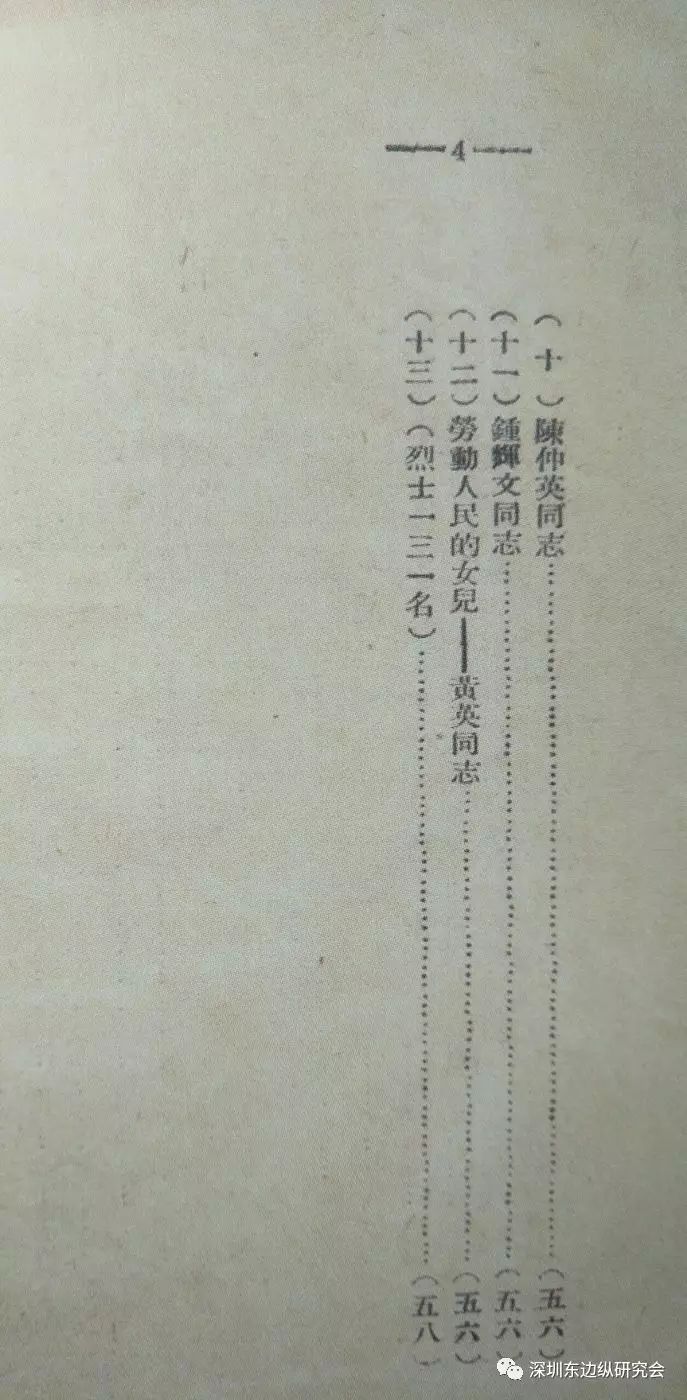 —4—
（十）陳仲英同志…………（五六）
（十一）鍾輝文同志…………（五六）
（十二）勞動人民的女兒——黃英同志…………（五六）
（十三）（烈士一三一名）…………（五八）
深圳东边纵研究会